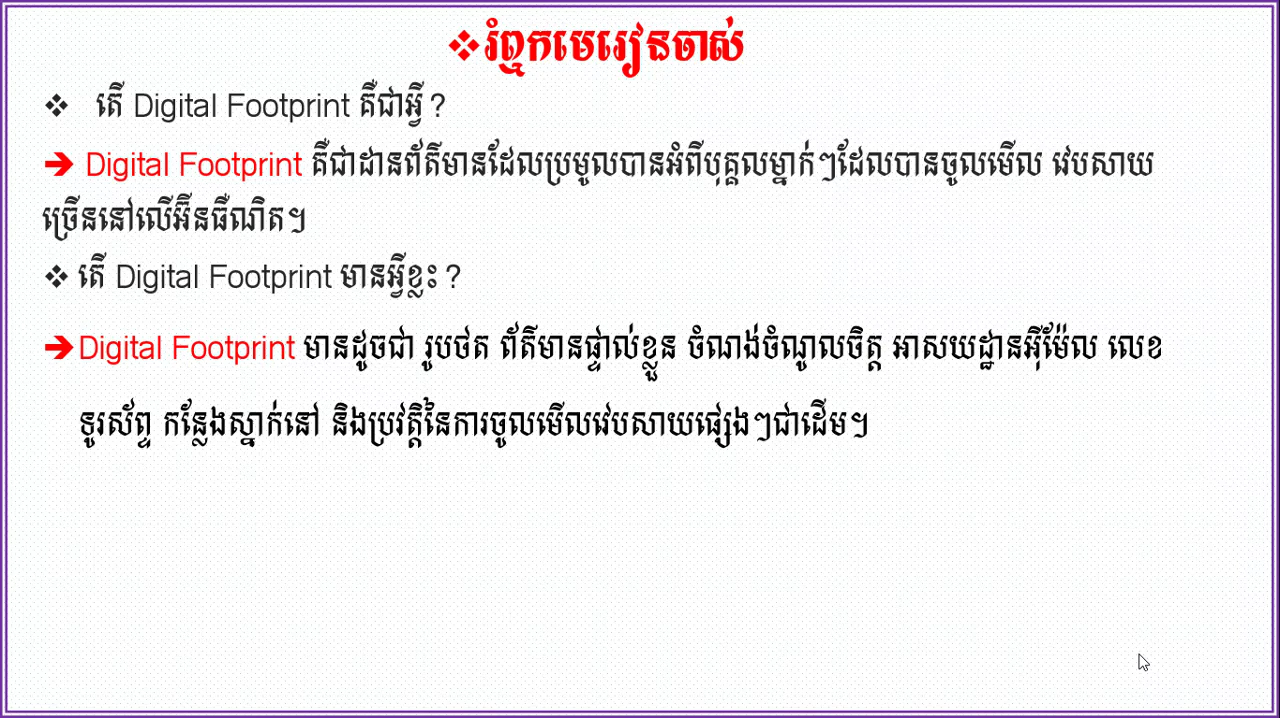 ❖រំឭកមេរៀនចាស់
❖ តើ Digital Footprint គឺជាអ្វី ?
➔ Digital Footprint គឺជាដានព័ត៌មានដែលប្រមូលបានអំពីបុគ្គលម្នាក់ៗដែលបានចូលមើល វេបសាយ
ច្រើននៅលើអ៊ីនធឺណិត។
❖ តើ Digital Footprint មានអ្វីខ្លះ ?
➔Digital Footprint មានដូចជា រូបថត ព័ត៌មានផ្ទាល់ខ្លួន ចំណង់ចំណូលចិត្ត អាសយដ្ឋានអ៊ីម៉ែល លេខ
ទូរស័ព្ទ កន្លែងស្នាក់នៅ និងប្រវត្តិនៃការចូលមើលវេបសាយផ្សេងៗជាដើម។